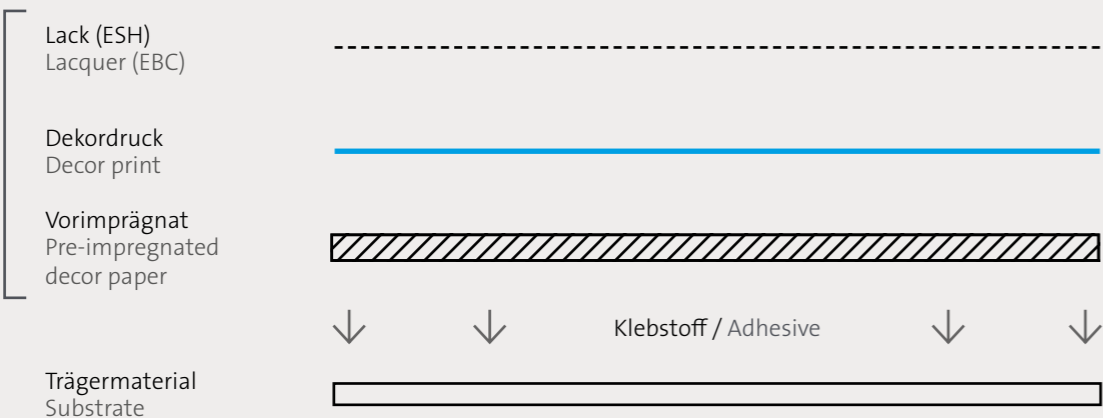 Lack (ESH)
Lacquer (EBC)
Dekordruck
Decor print
Vorimprägnat
Pre-impregnated
decor paper
Klebstoff / Adhesive
Trägermaterial
Substrate